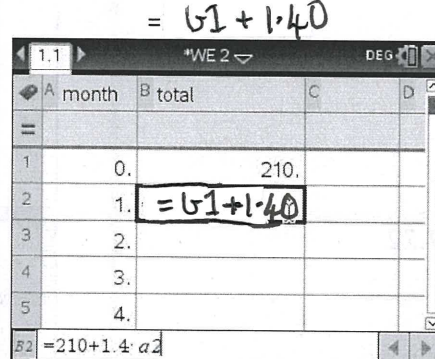 = b1 + 1.40
1.1 *WE 2 DEG
A month B total C D
=
1 0. 210.
2 1. =b1+1.40
3 2.
4 3.
5 4.
B2 =210+1.4·a2